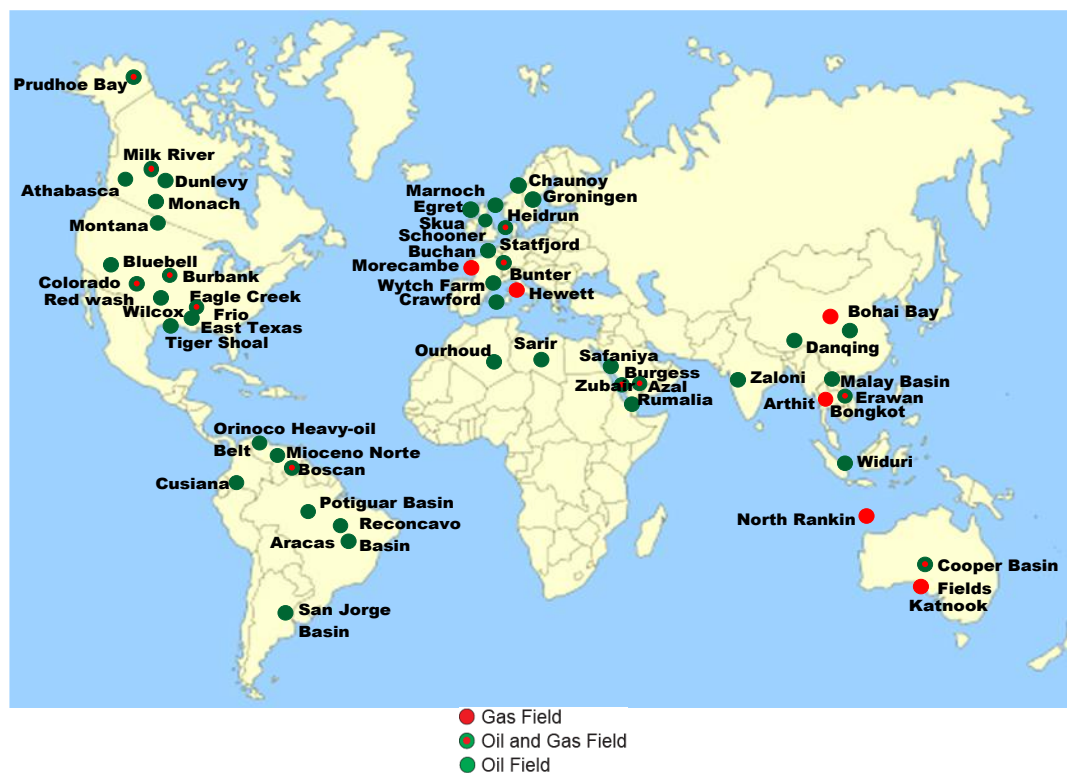 Prudhoe Bay
Milk River
Athabasca
Dunlevy
Monach
Montana
Bluebell
Burbank
Colorado
Red wash
Eagle Creek
Wilcox
Frio
East Texas
Tiger Shoal
Marnoch
Chaunoy
Egret
Groningen
Skua
Heidrun
Schooner
Statfjord
Buchan
Morecambe
Bunter
Wytch Farm
Hewett
Crawford
Bohai Bay
Danqing
Ourhoud
Sarir
Safaniya
Burgess
Zubair
Azal
Rumalia
Zaloni
Malay Basin
Erawan
Arthit
Bongkot
Widuri
Orinoco Heavy-oil
Belt
Mioceno Norte
Boscan
Cusiana
Potiguar Basin
Reconcavo
Basin
Aracas
North Rankin
Cooper Basin
Fields
Katnook
San Jorge
Basin
Gas Field
Oil and Gas Field
Oil Field